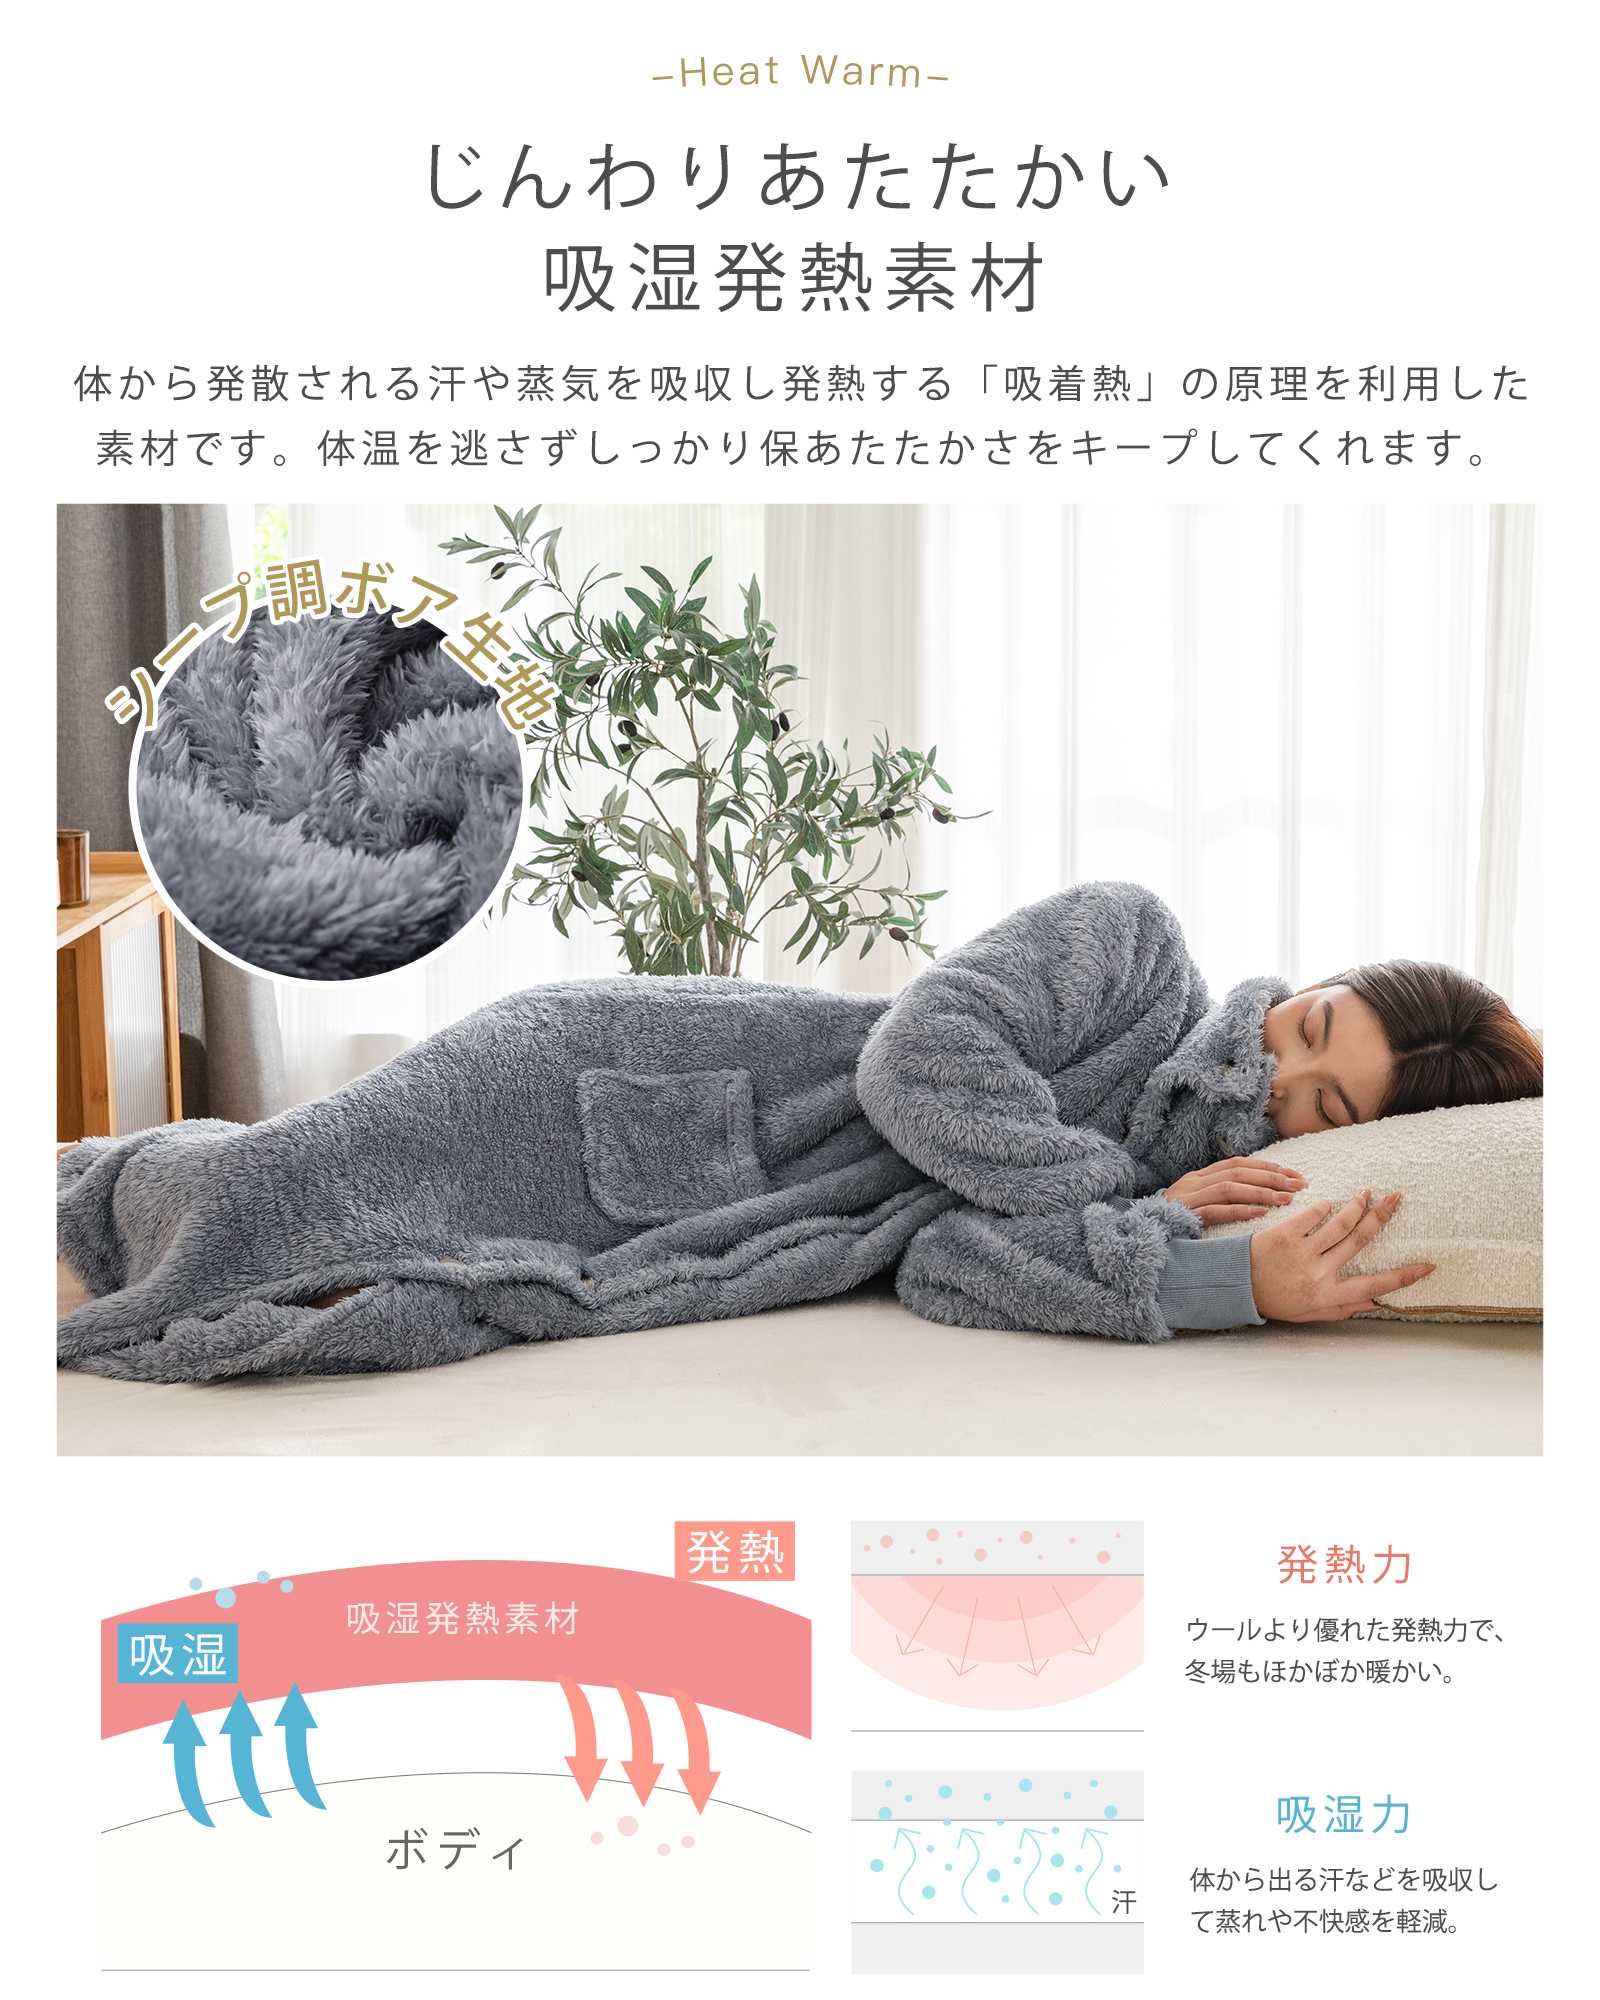 –Heat Warm–
じんわりあたたかい
吸湿発熱素材
体から発散される汗や蒸気を吸収し発熱する「吸着熱」の原理を利用した
素材です。体温を逃さずしっかり保あたたかさをキープしてくれます。
シープ調ボア生地
発熱
吸湿発熱素材
吸湿
ボディ
発熱力
ウールより優れた発熱力で、
冬場もほかぽか暖かい。
吸湿力
体から出る汗などを吸収し
て蒸れや不快感を軽減。
汗